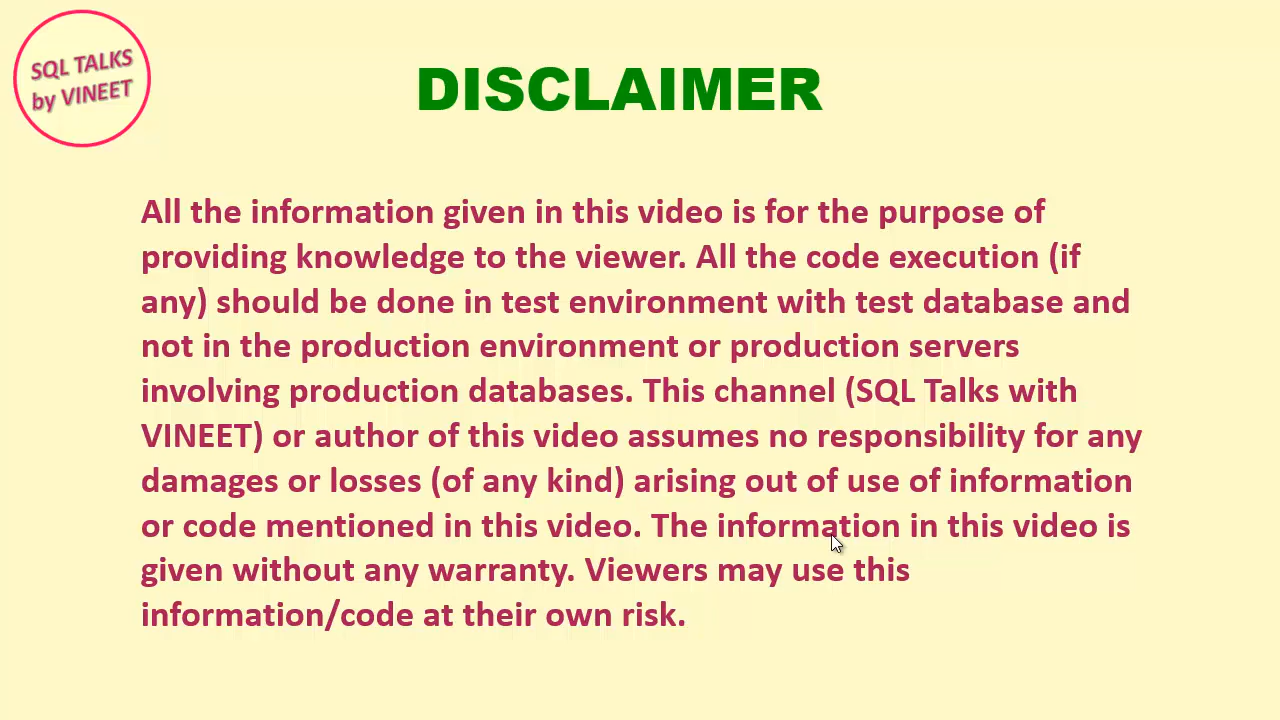 SQL TALKS
by VINEET
DISCLAIMER
All the information given in this video is for the purpose of
providing knowledge to the viewer. All the code execution (if
any) should be done in test environment with test database and
not in the production environment or production servers
involving production databases. This channel (SQL Talks with
VINEET) or author of this video assumes no responsibility for any
damages or losses (of any kind) arising out of use of information
or code mentioned in this video. The information in this video is
given without any warranty. Viewers may use this
information/code at their own risk.